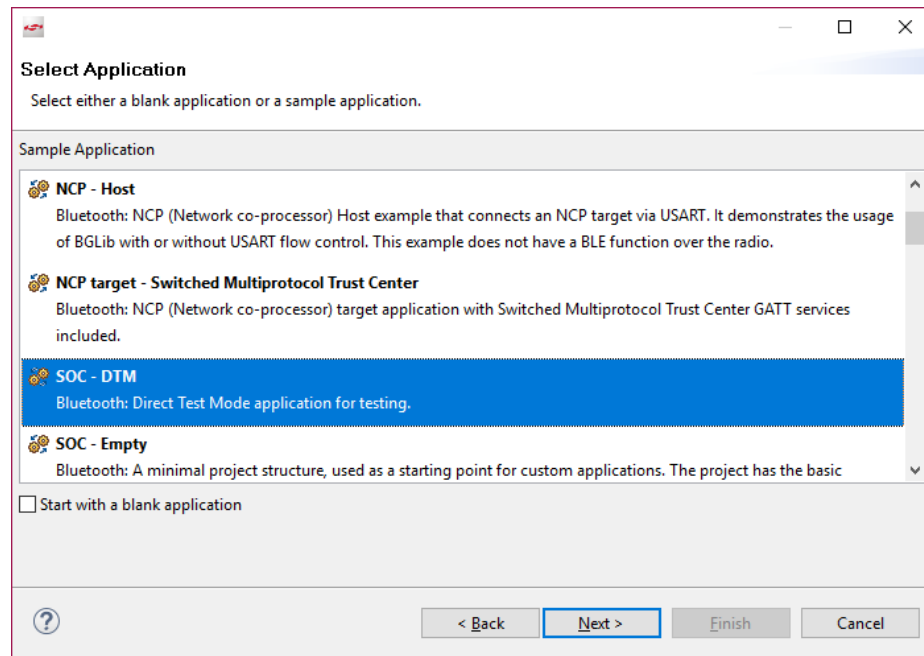 Select Application
Select either a blank application or a sample application.
Sample Application
NCP - Host
Bluetooth: NCP (Network co-processor) Host example that connects an NCP target via USART. It demonstrates the usage
of BGLib with or without USART flow control. This example does not have a BLE function over the radio.
NCP target - Switched Multiprotocol Trust Center
Bluetooth: NCP (Network co-processor) target application with Switched Multiprotocol Trust Center GATT services
included.
SOC - DTM
Bluetooth: Direct Test Mode application for testing.
SOC - Empty
Bluetooth: A minimal project structure, used as a starting point for custom applications. The project has the basic
Start with a blank application
?
< Back
Next >
Finish
Cancel